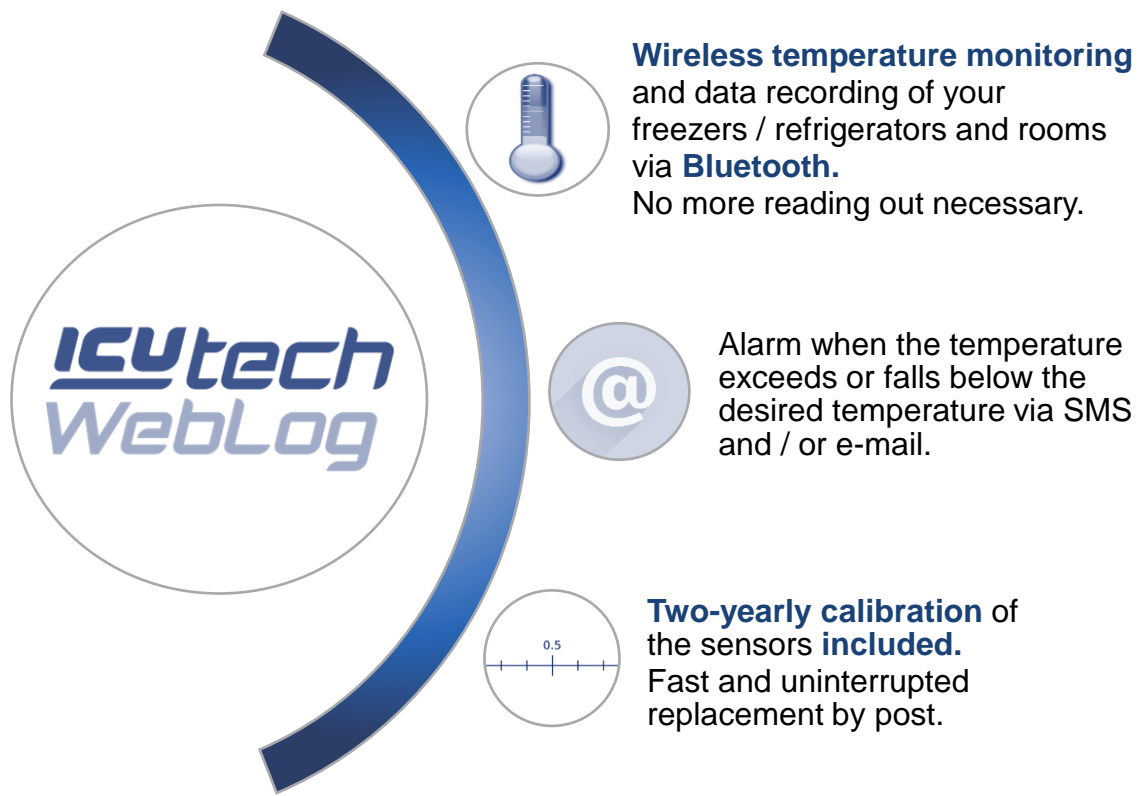 ICUtech
WebLog
Wireless temperature monitoring
and data recording of your
freezers / refrigerators and rooms
via Bluetooth.
No more reading out necessary.
@
Alarm when the temperature
exceeds or falls below the
desired temperature via SMS
and / or e-mail.
0.5
Two-yearly calibration of
the sensors included.
Fast and uninterrupted
replacement by post.